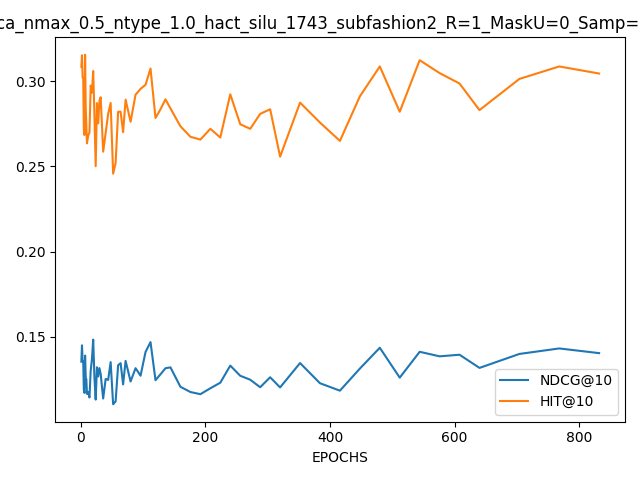 ca_nmax_0.5_ntype_1.0_hact_silu_1743_subfashion2_R=1_MaskU=0_Samp=
0.30
0.25
0.20
0.15
0 200 400 600 800
EPOCHS
NDCG@10
HIT@10